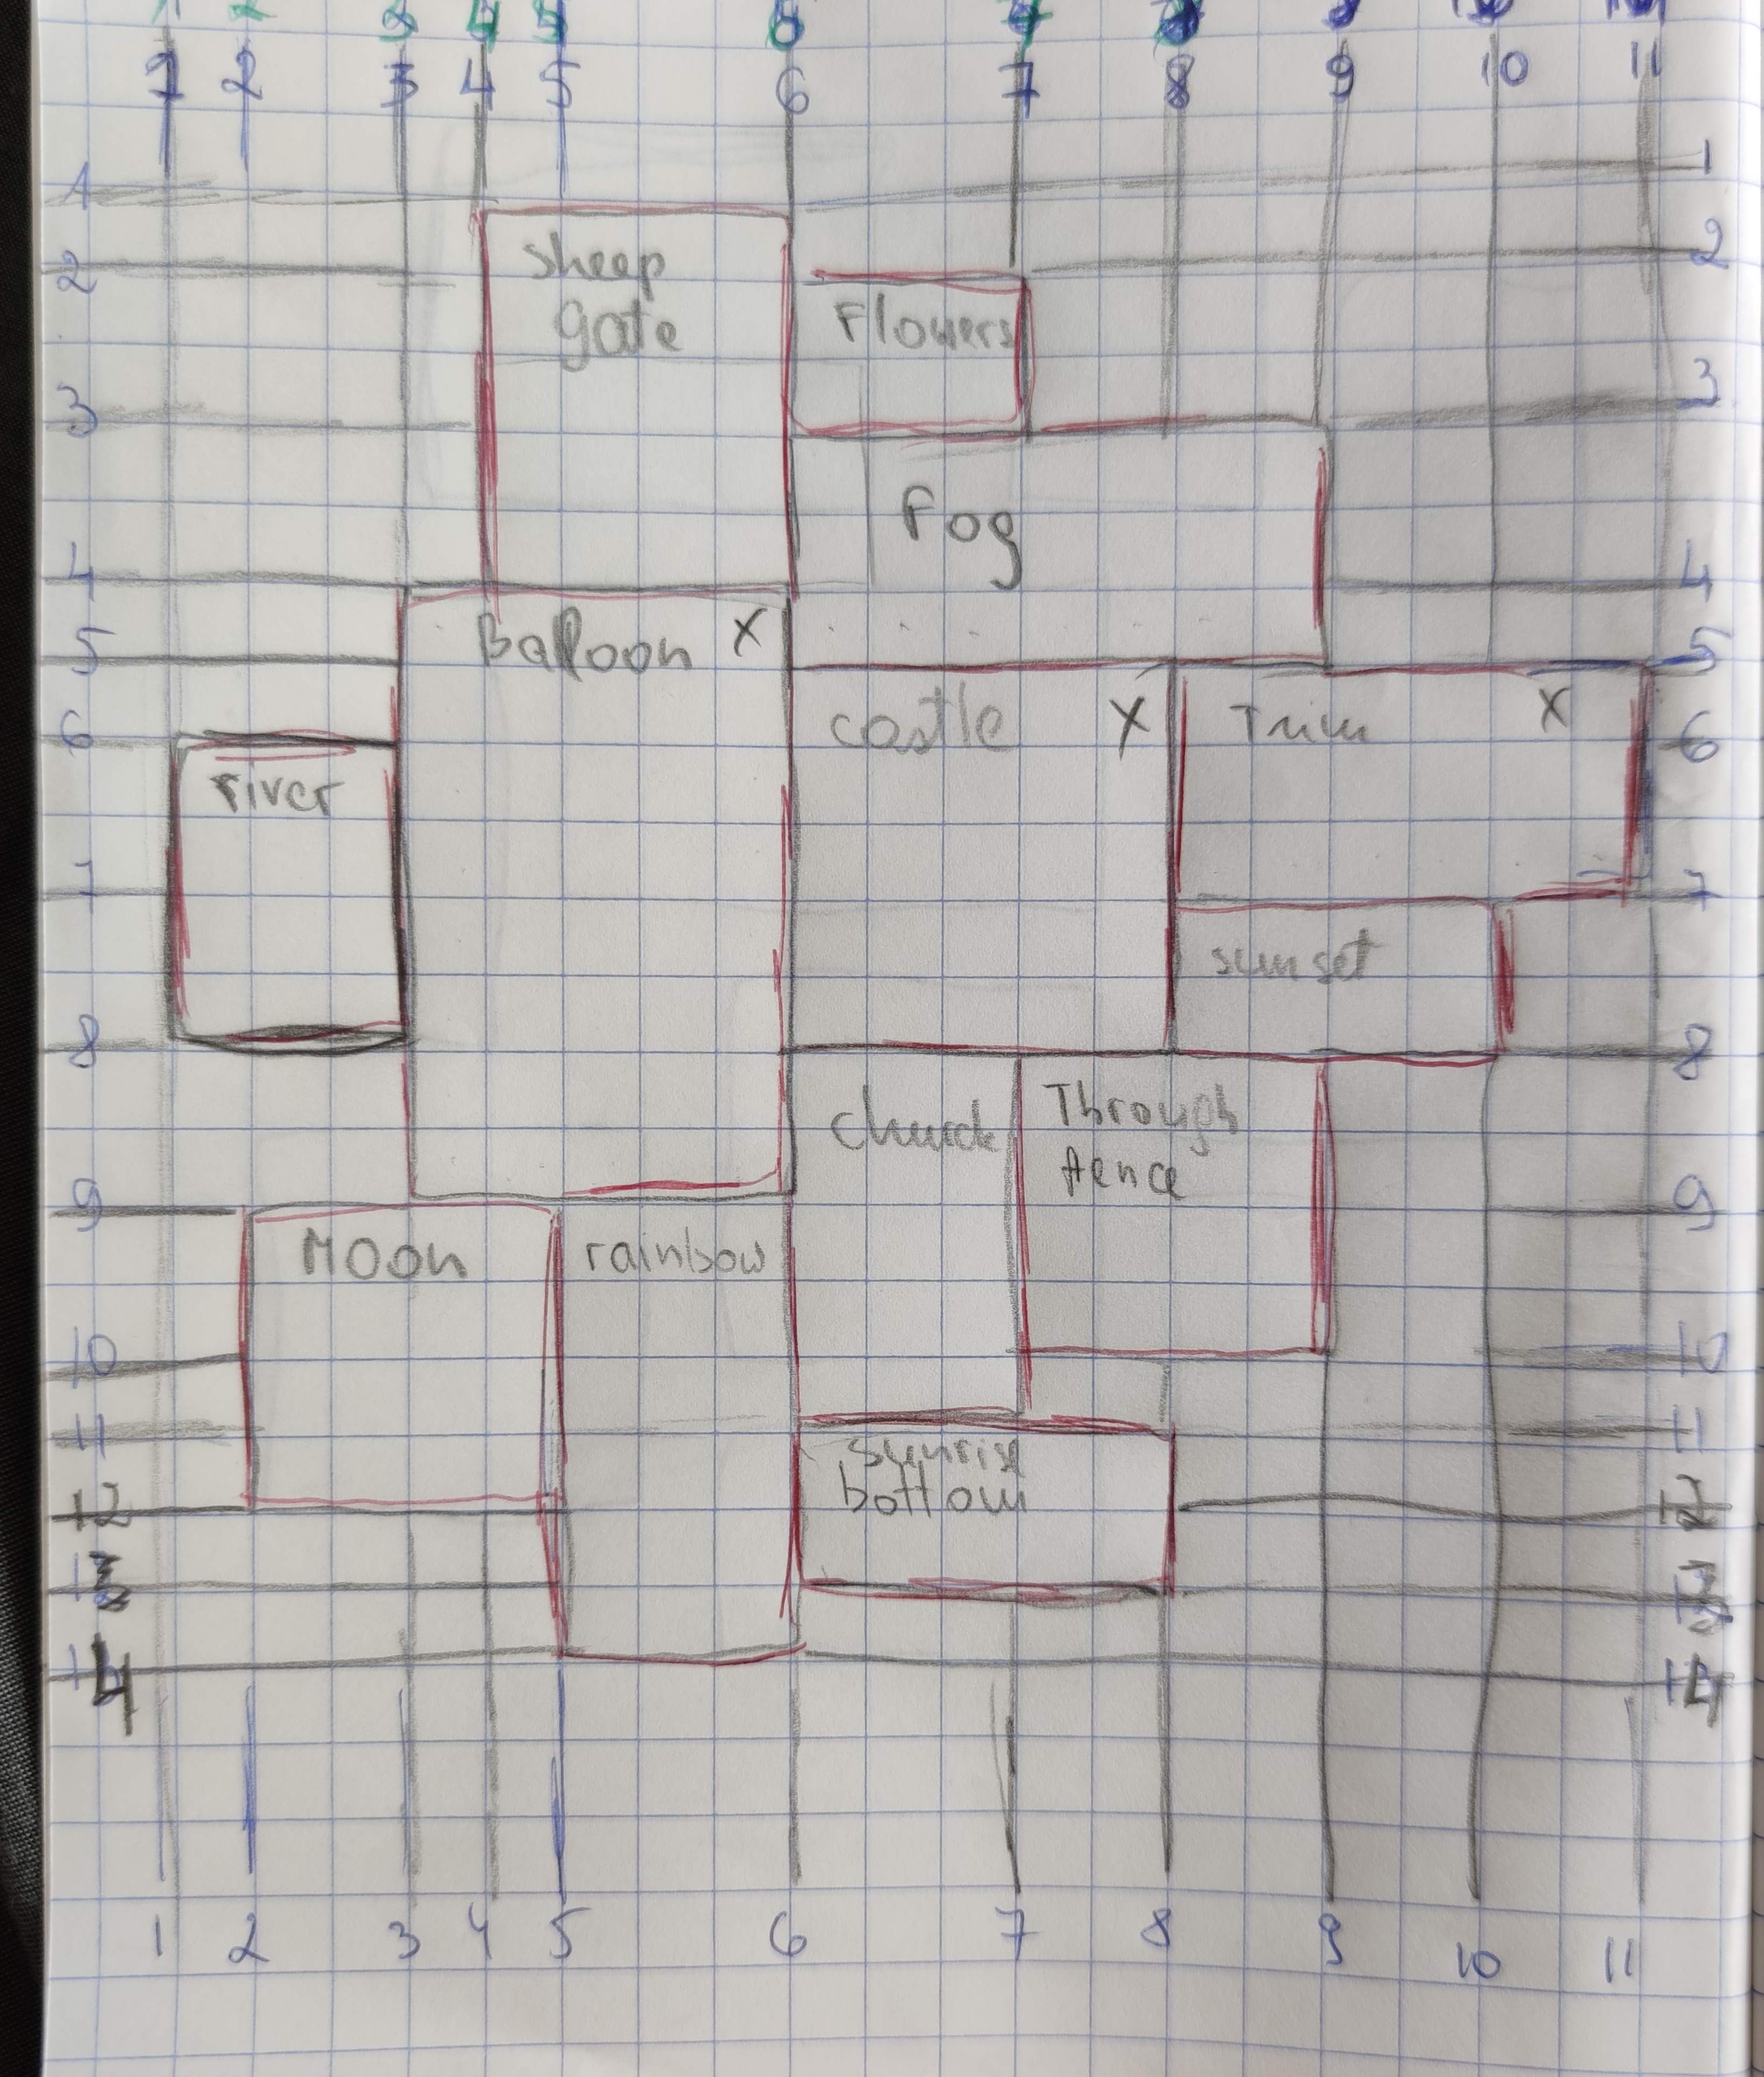 1 2 3 4 5 6 7 8 9 10 11
1 1
2 2
sheep
gate
Flowers
3 3
Fog
4 4
Balloon X
5 5
castle X Trim X
6 6
river
7 7
sunset
8 8
church Through
fence
9 9
Moon rainbow
10 10
11 11
sunrise
bottom
12 12
13 13
14 14
1 2 3 4 5 6 7 8 9 10 11